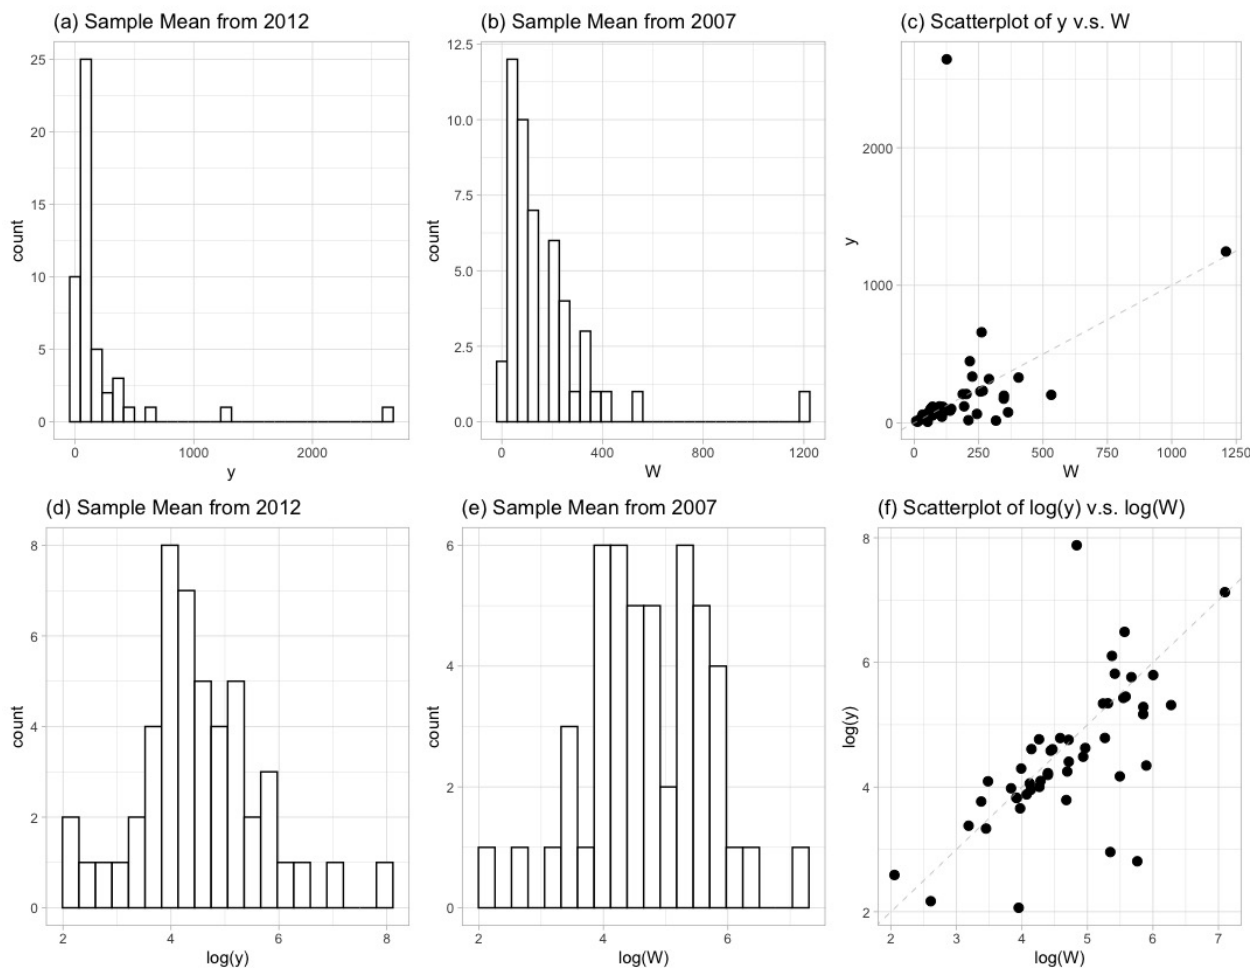 (a) Sample Mean from 2012
25
20
15
10
5
0
count
0 1000 2000
y
(b) Sample Mean from 2007
12.5
10.0
7.5
5.0
2.5
0.0
count
0 400 800 1200
W
(c) Scatterplot of y v.s. W
2000
1000
0
y
0 250 500 750 1000 1250
W
(d) Sample Mean from 2012
8
6
4
2
0
count
2 4 6 8
log(y)
(e) Sample Mean from 2007
6
4
2
0
count
2 4 6
log(W)
(f) Scatterplot of log(y) v.s. log(W)
8
6
4
2
log(y)
2 3 4 5 6 7
log(W)